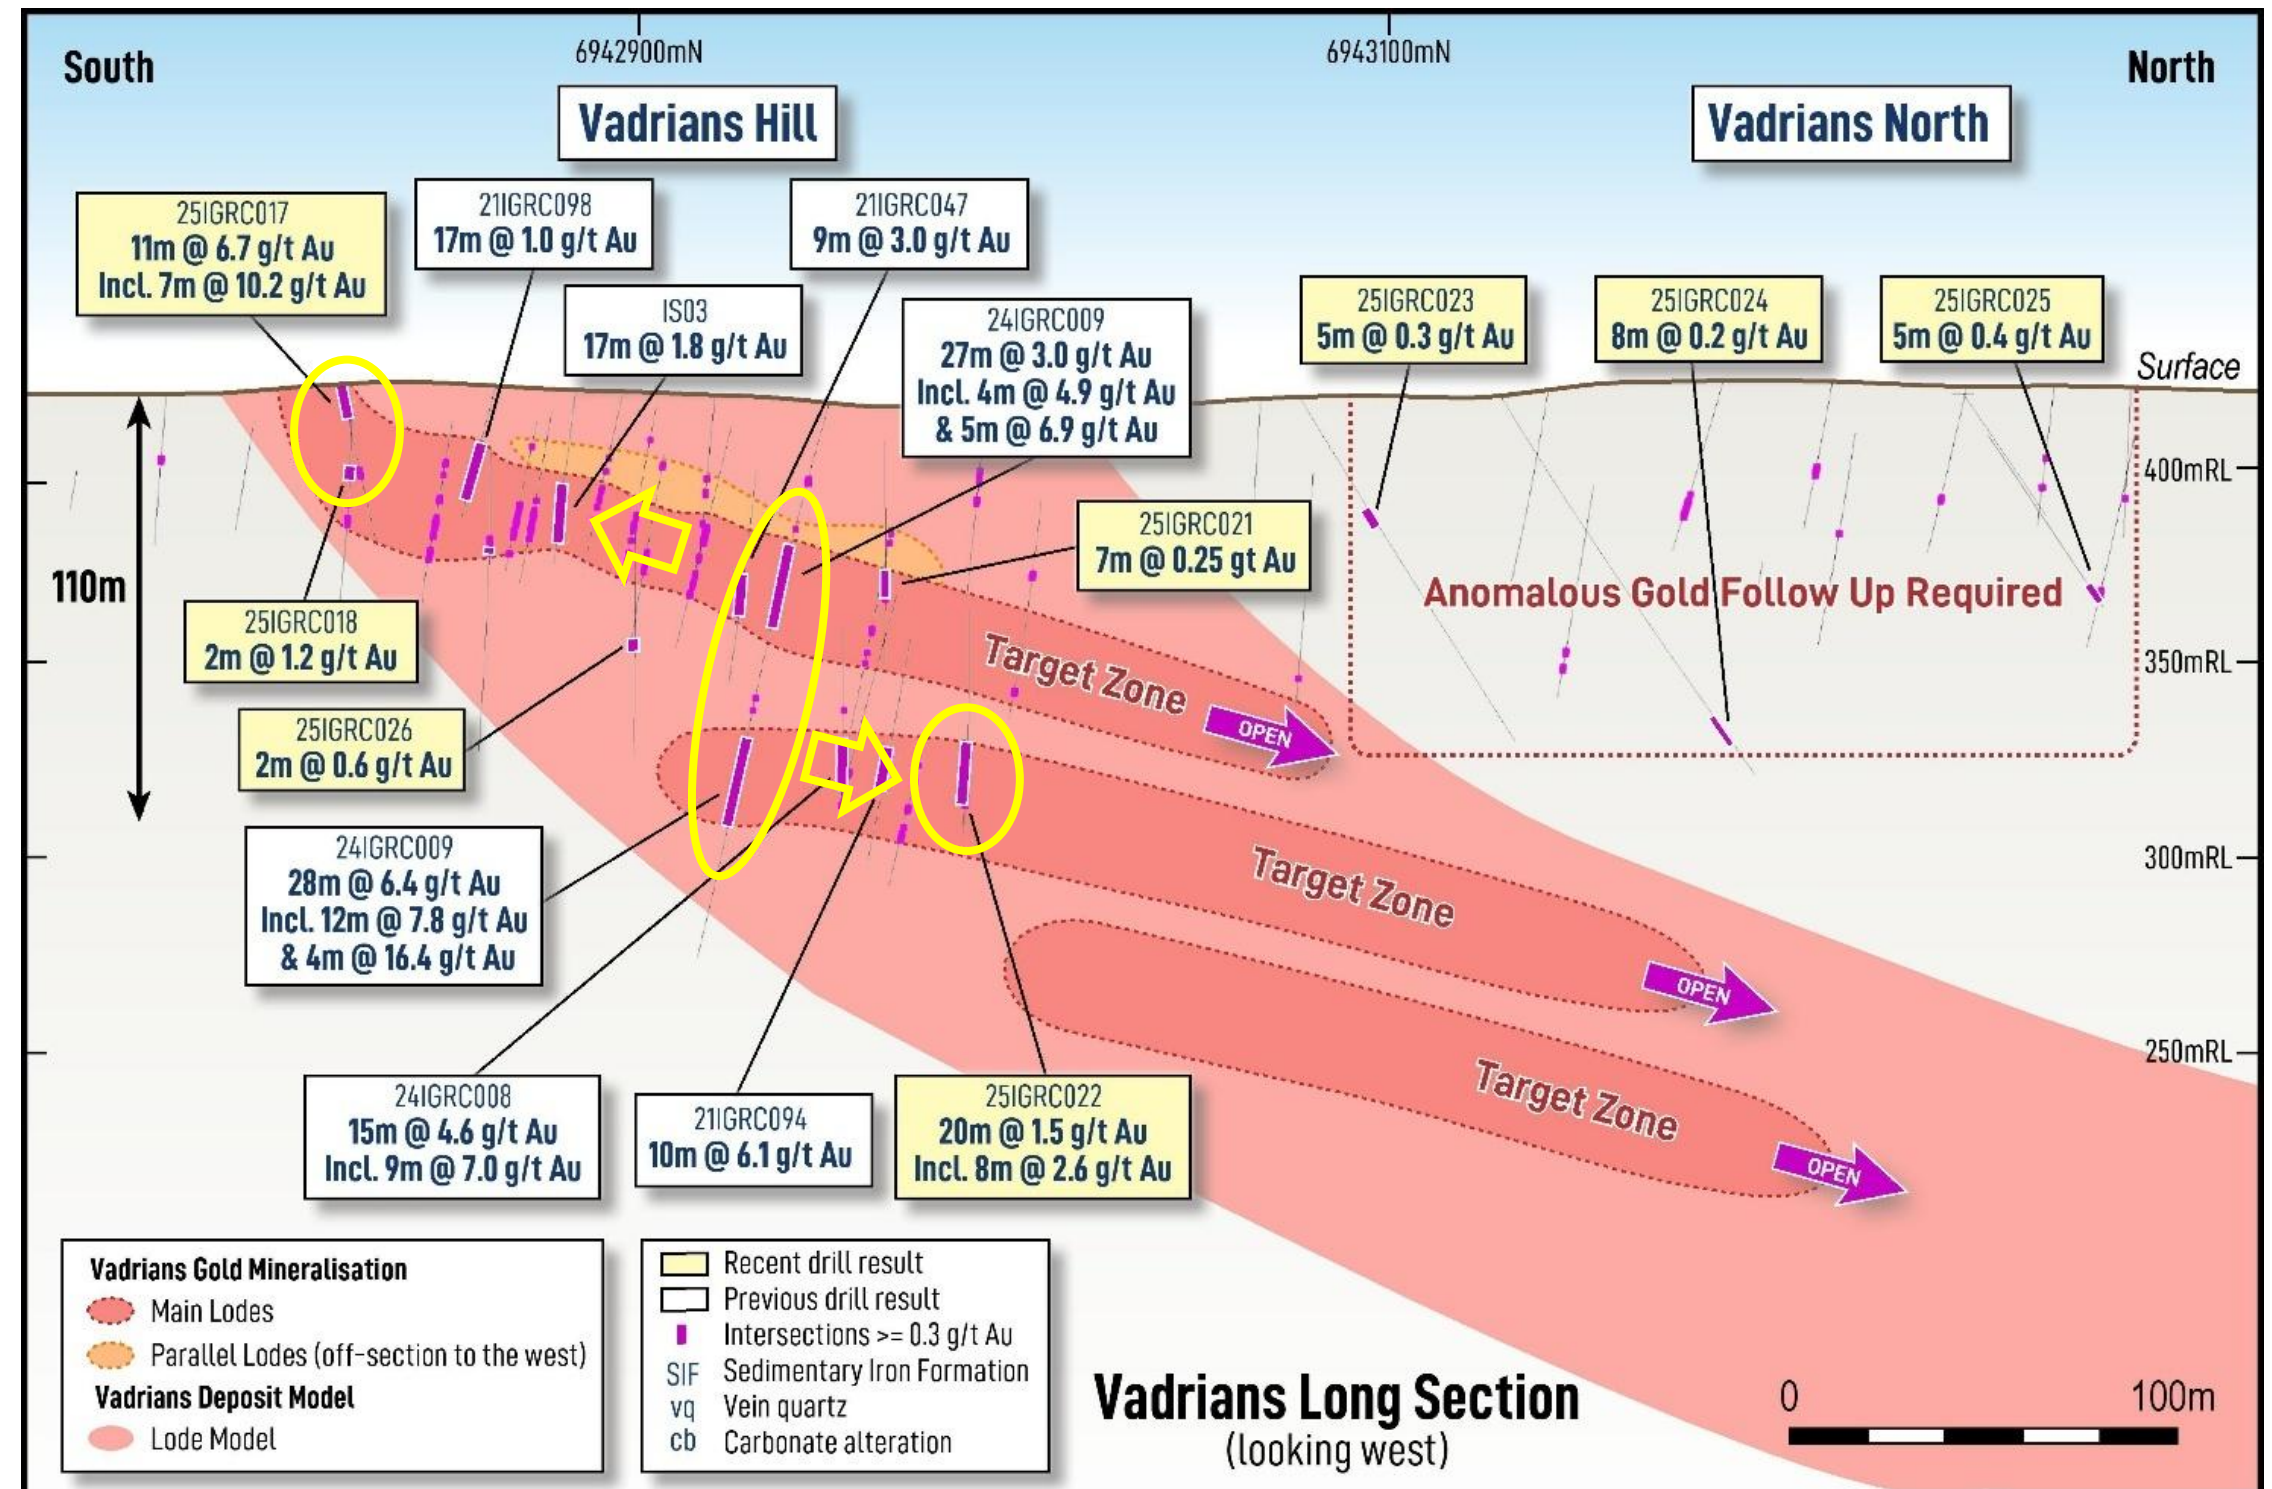 6942900mN
6943100mN
South
North
Vadrians Hill
Vadrians North
25IGRC017
11m @ 6.7 g/t Au
Incl. 7m @ 10.2 g/t Au
21IGRC098
17m @ 1.0 g/t Au
21IGRC047
9m @ 3.0 g/t Au
IS03
17m @ 1.8 g/t Au
24IGRC009
27m @ 3.0 g/t Au
Incl. 4m @ 4.9 g/t Au
& 5m @ 6.9 g/t Au
25IGRC023
5m @ 0.3 g/t Au
25IGRC024
8m @ 0.2 g/t Au
25IGRC025
5m @ 0.4 g/t Au
Surface
400mRL
25IGRC021
7m @ 0.25 gt Au
110m
Anomalous Gold Follow Up Required
25IGRC018
2m @ 1.2 g/t Au
350mRL
Target Zone
OPEN
25IGRC026
2m @ 0.6 g/t Au
24IGRC009
28m @ 6.4 g/t Au
Incl. 12m @ 7.8 g/t Au
& 4m @ 16.4 g/t Au
300mRL
Target Zone
OPEN
250mRL
24IGRC008
15m @ 4.6 g/t Au
Incl. 9m @ 7.0 g/t Au
21IGRC094
10m @ 6.1 g/t Au
25IGRC022
20m @ 1.5 g/t Au
Incl. 8m @ 2.6 g/t Au
Target Zone
OPEN
Vadrians Gold Mineralisation
Main Lodes
Parallel Lodes (off-section to the west)
Vadrians Deposit Model
Lode Model
Recent drill result
Previous drill result
Intersections >= 0.3 g/t Au
SIF Sedimentary Iron Formation
vq Vein quartz
cb Carbonate alteration
Vadrians Long Section
(looking west)
0 100m